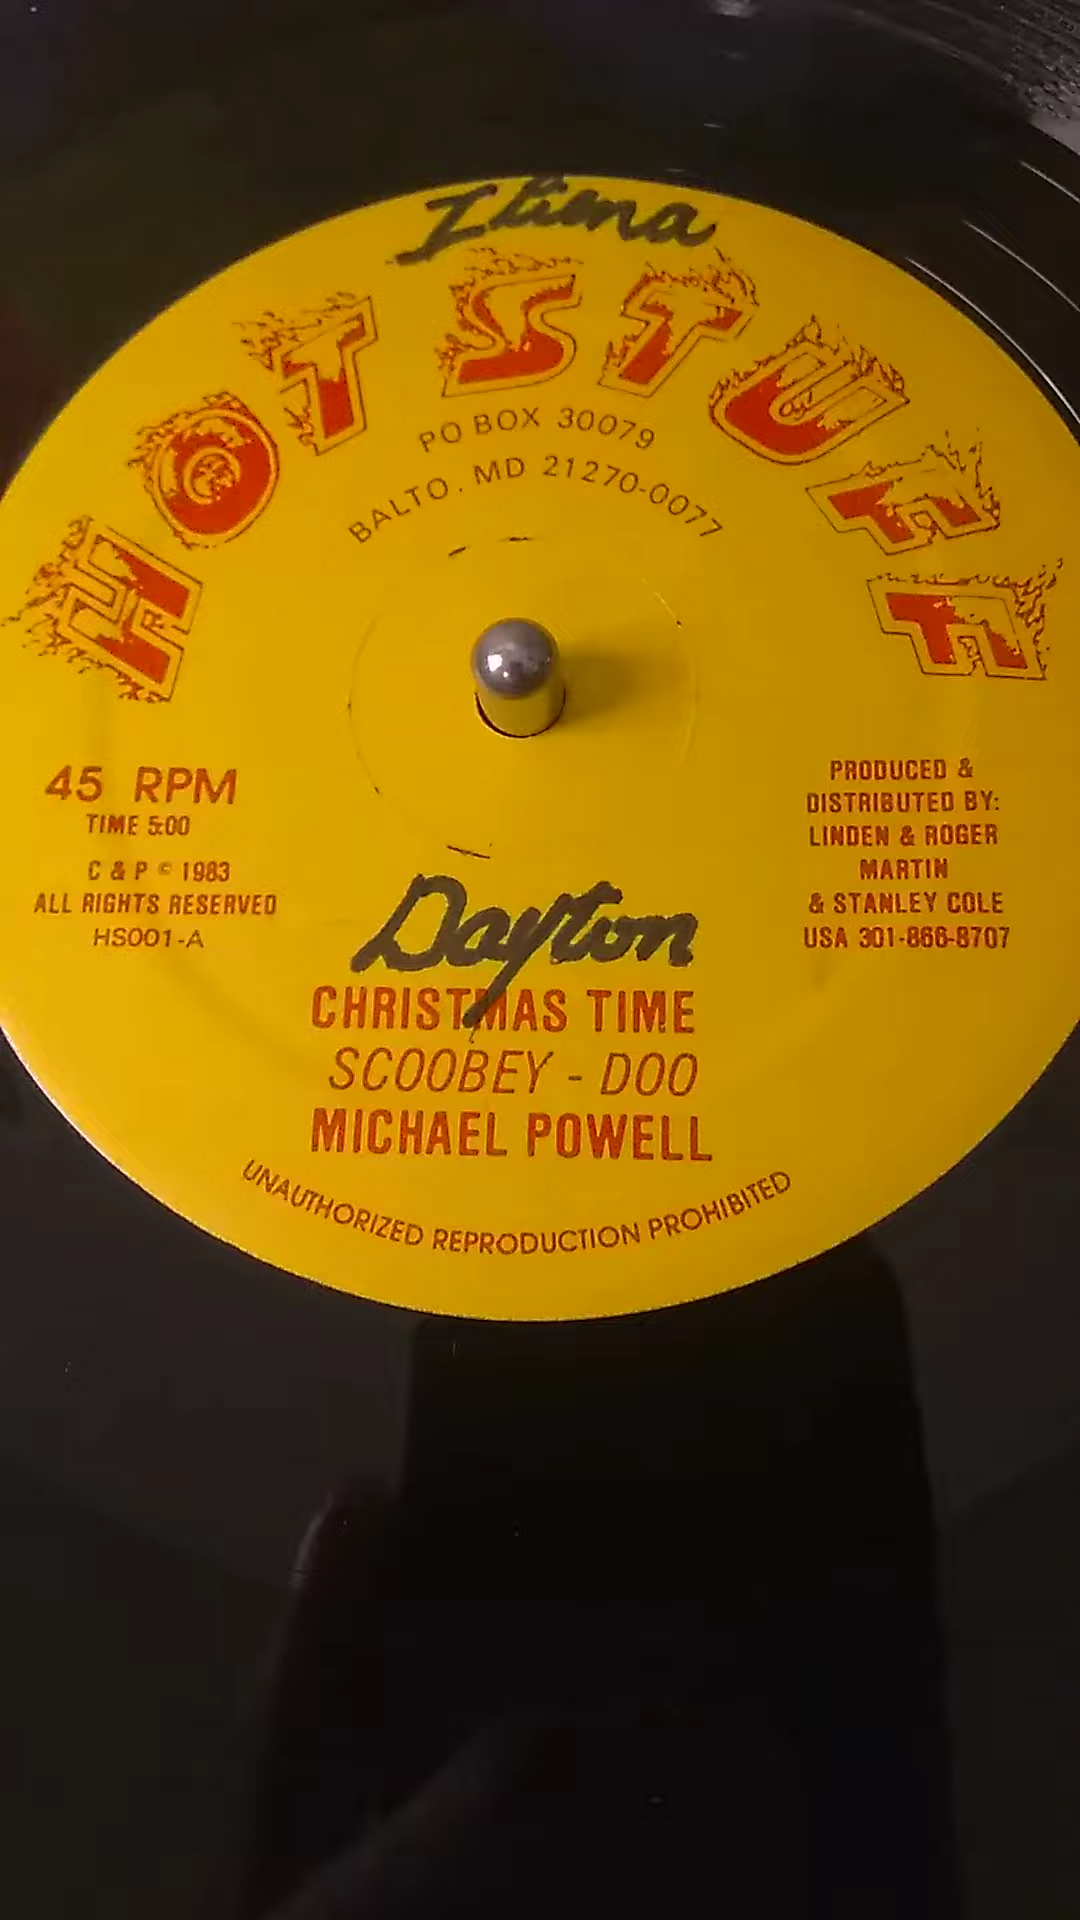 Iliena
HOT STUFF
PO BOX 30079
BALTO. MD 21270-0077
45 RPM
TIME 5:00
C & P © 1983
ALL RIGHTS RESERVED
HS001-A
PRODUCED &
DISTRIBUTED BY:
LINDEN & ROGER
MARTIN
& STANLEY COLE
USA 301-866-8707
Dayton
CHRISTMAS TIME
SCOOBEY - DOO
MICHAEL POWELL
UNAUTHORIZED REPRODUCTION PROHIBITED